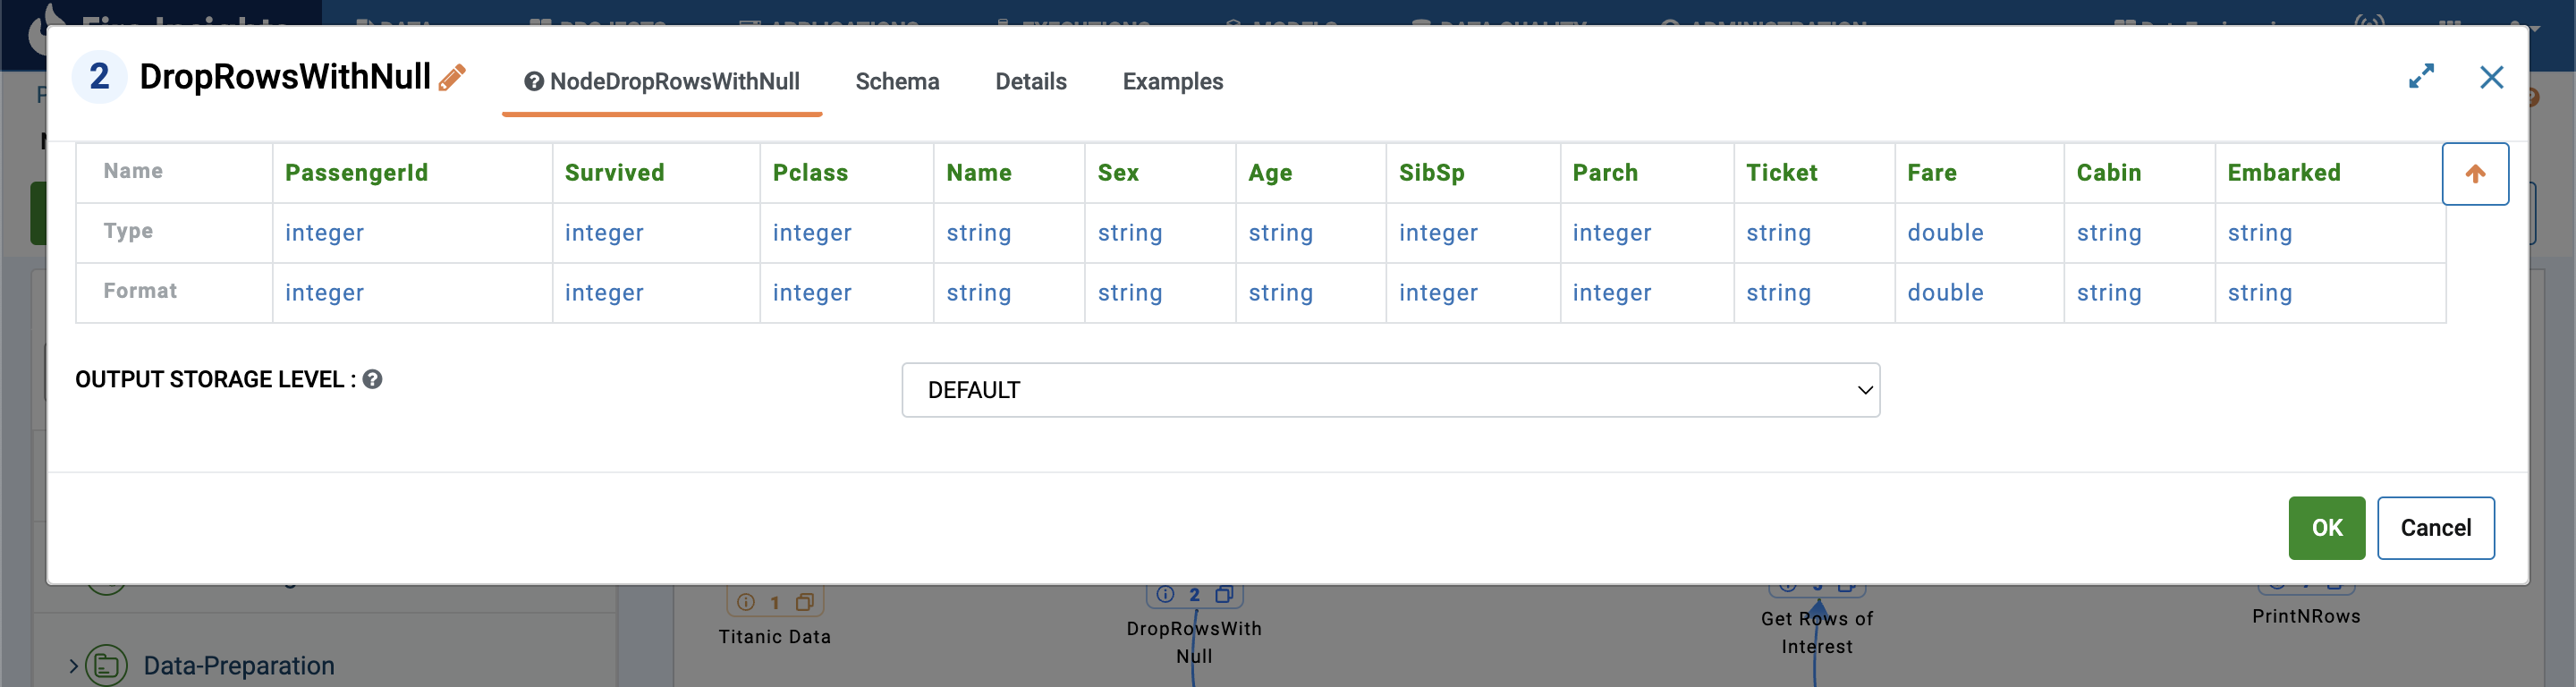 2 DropRowsWithNull NodeDropRowsWithNull Schema Details Examples
Name PassengerId Survived Pclass Name Sex Age SibSp Parch Ticket Fare Cabin Embarked
Type integer integer integer string string string integer integer string double string string
Format integer integer integer string string string integer integer string double string string
OUTPUT STORAGE LEVEL :
DEFAULT
OK Cancel
1
2
Titanic Data
DropRowsWith
Null
Get Rows of
Interest
PrintNRows
Data-Preparation